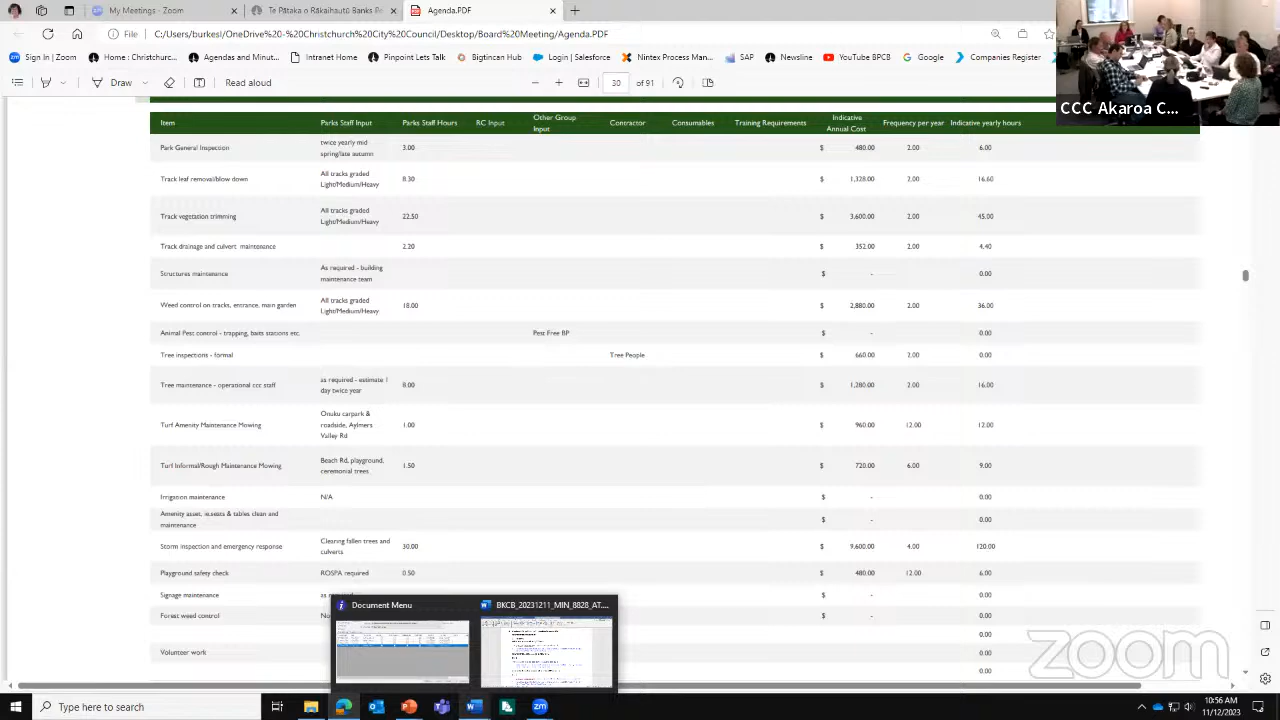 My Meetings - Zoom
Agenda.PDF
Agenda.PDF
File
C:/Users/burkesl/OneDrive%20-%20Christchurch%20City%20Council/Desktop/Board%20Meeting/Agenda.PDF
Sign In | Zoom
Home - Christchurch...
Agendas and Minut...
Intranet Home
Pinpoint Lets Talk
Bigtincan Hub
Login | Salesforce
Nintex Process Map...
SAP
Newsline
YouTube BPCB
Google
Companies Register
Draw
Read aloud
30 of 91
CCC Akaroa C...
Item Parks Staff Input Parks Staff Hours RC Input Other Group Input Contractor Consumables Training Requirements Indicative Annual Cost Frequency per year Indicative yearly hours
Park General Inspection twice yearly mid-spring/late autumn 3.00 $ 480.00 2.00 6.00
Track leaf removal/blow down All tracks graded Light/Medium/Heavy 8.30 $ 1,328.00 2.00 16.60
Track vegetation trimming All tracks graded Light/Medium/Heavy 22.50 $ 3,600.00 2.00 45.00
Track drainage and culvert maintenance 2.20 $ 352.00 2.00 4.40
Structures maintenance As required - building maintenance team $ - 0.00
Weed control on tracks, entrance, main garden All tracks graded Light/Medium/Heavy 18.00 $ 2,880.00 2.00 36.00
Animal Pest control - trapping, baits stations etc. Pest Free BP $ - 0.00
Tree inspections - formal Tree People $ 660.00 2.00 0.00
Tree maintenance - operational ccc staff as required - estimate 1 day twice year 8.00 $ 1,280.00 2.00 16.00
Turf Amenity Maintenance Mowing Onuku carpark & roadside, Aylmers Valley Rd 1.00 $ 960.00 12.00 12.00
Turf Informal/Rough Maintenance Mowing Beach Rd, playground, ceremonial trees 1.50 $ 720.00 6.00 9.00
Irrigation maintenance N/A $ - 0.00
Amenity asset, ie.seats & tables clean and maintenance $ - 0.00
Storm inspection and emergency response Clearing fallen trees and culverts 30.00 $ 9,600.00 4.00 120.00
Playground safety check ROSPA required 0.50 $ 480.00 12.00 6.00
Signage maintenance as $ - 0.00
Forest weed control $ - 0.00
0.00
Volunteer work 0.00
0.00
Document Menu
BKCB_20231211_MIN_8828_AT....
zoom
Type here to search
10:56 AM
11/12/2023